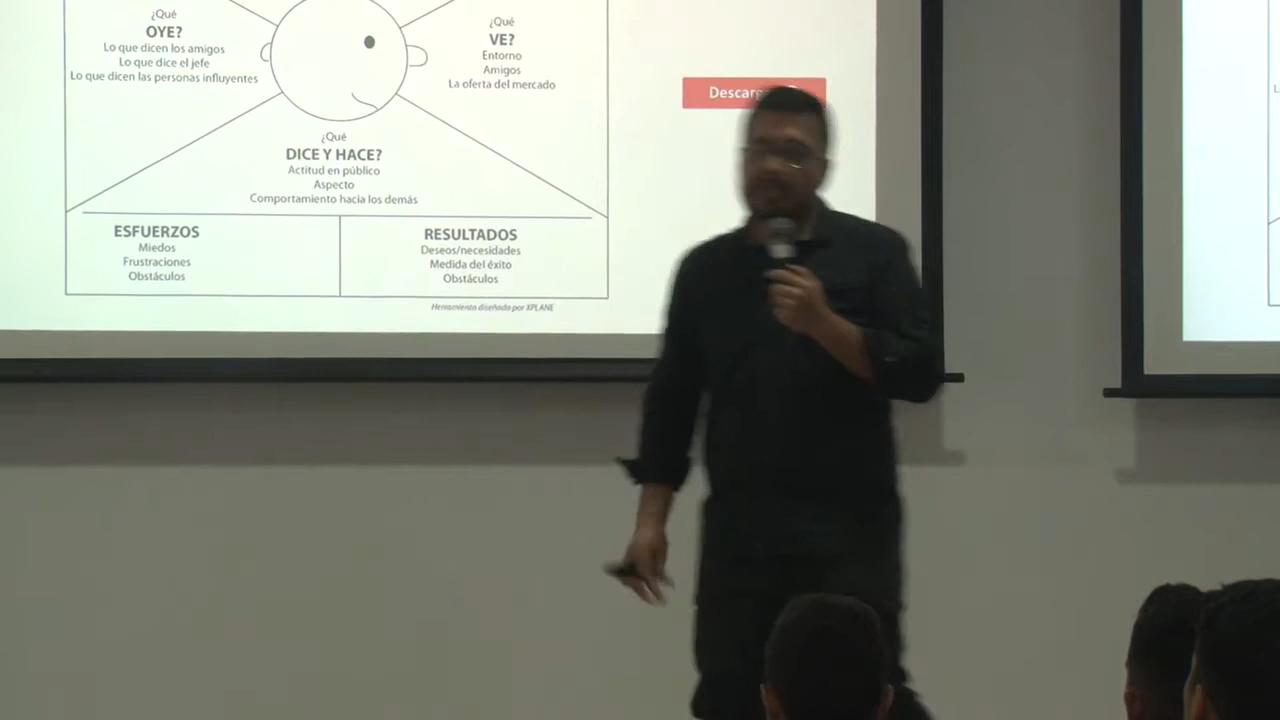 ¿Qué
OYE?
Lo que dicen los amigos
Lo que dice el jefe
Lo que dicen las personas influyentes
¿Qué
VE?
Entorno
Amigos
La oferta del mercado
¿Qué
DICE Y HACE?
Actitud en público
Aspecto
Comportamiento hacia los demás
ESFUERZOS
Miedos
Frustraciones
Obstáculos
RESULTADOS
Deseos/necesidades
Medida del éxito
Obstáculos
Herramienta diseñada por XPLANE